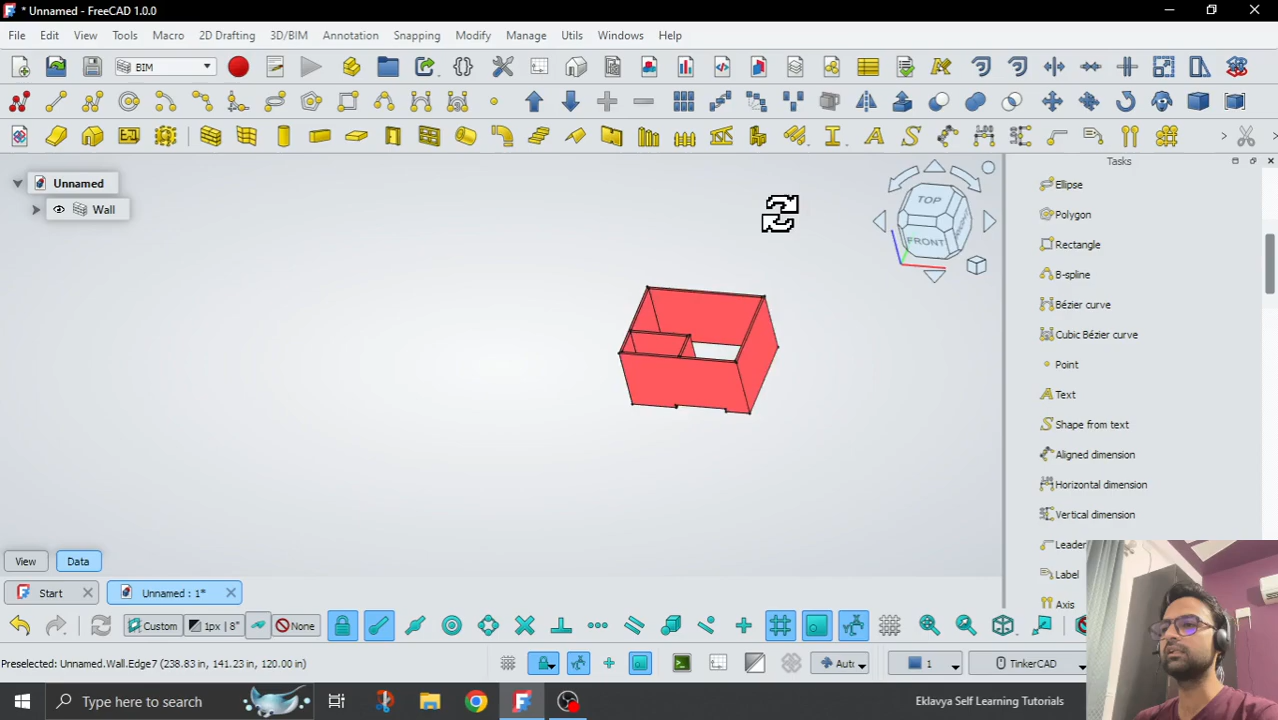 * Unnamed - FreeCAD 1.0.0
File Edit View Tools Macro 2D Drafting 3D/BIM Annotation Snapping Modify Manage Utils Windows Help
BIM
Tasks
Unnamed
Wall
TOP
FRONT
Ellipse
Polygon
Rectangle
B-spline
Bézier curve
Cubic Bézier curve
Point
Text
Shape from text
Aligned dimension
Horizontal dimension
Vertical dimension
Leader
Label
Axis
View Data
Start Unnamed : 1*
Custom 1px | 8" None
Preselected: Unnamed.Wall.Edge7 (238.83 in, 141.23 in, 120.00 in)
1 TinkerCAD
Type here to search
Eklavya Self Learning Tutorials